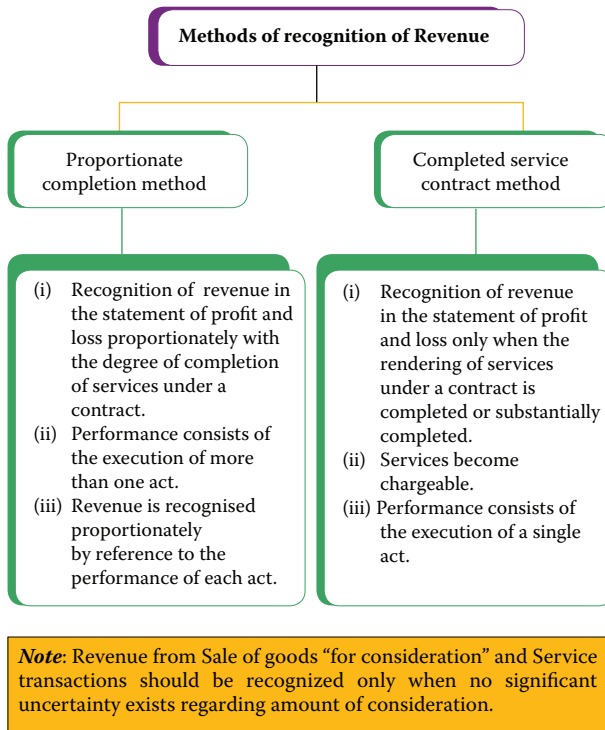 Methods of recognition of Revenue
Proportionate
completion method
Completed service
contract method
(i) Recognition of revenue in
the statement of profit and
loss proportionately with
the degree of completion
of services under a
contract.
(ii) Performance consists of
the execution of more
than one act.
(iii) Revenue is recognised
proportionately
by reference to the
performance of each act.
(i) Recognition of revenue
in the statement of profit
and loss only when the
rendering of services
under a contract is
completed or substantially
completed.
(ii) Services become
chargeable.
(iii) Performance consists of
the execution of a single
act.
Note: Revenue from Sale of goods “for consideration” and Service
transactions should be recognized only when no significant
uncertainty exists regarding amount of consideration.